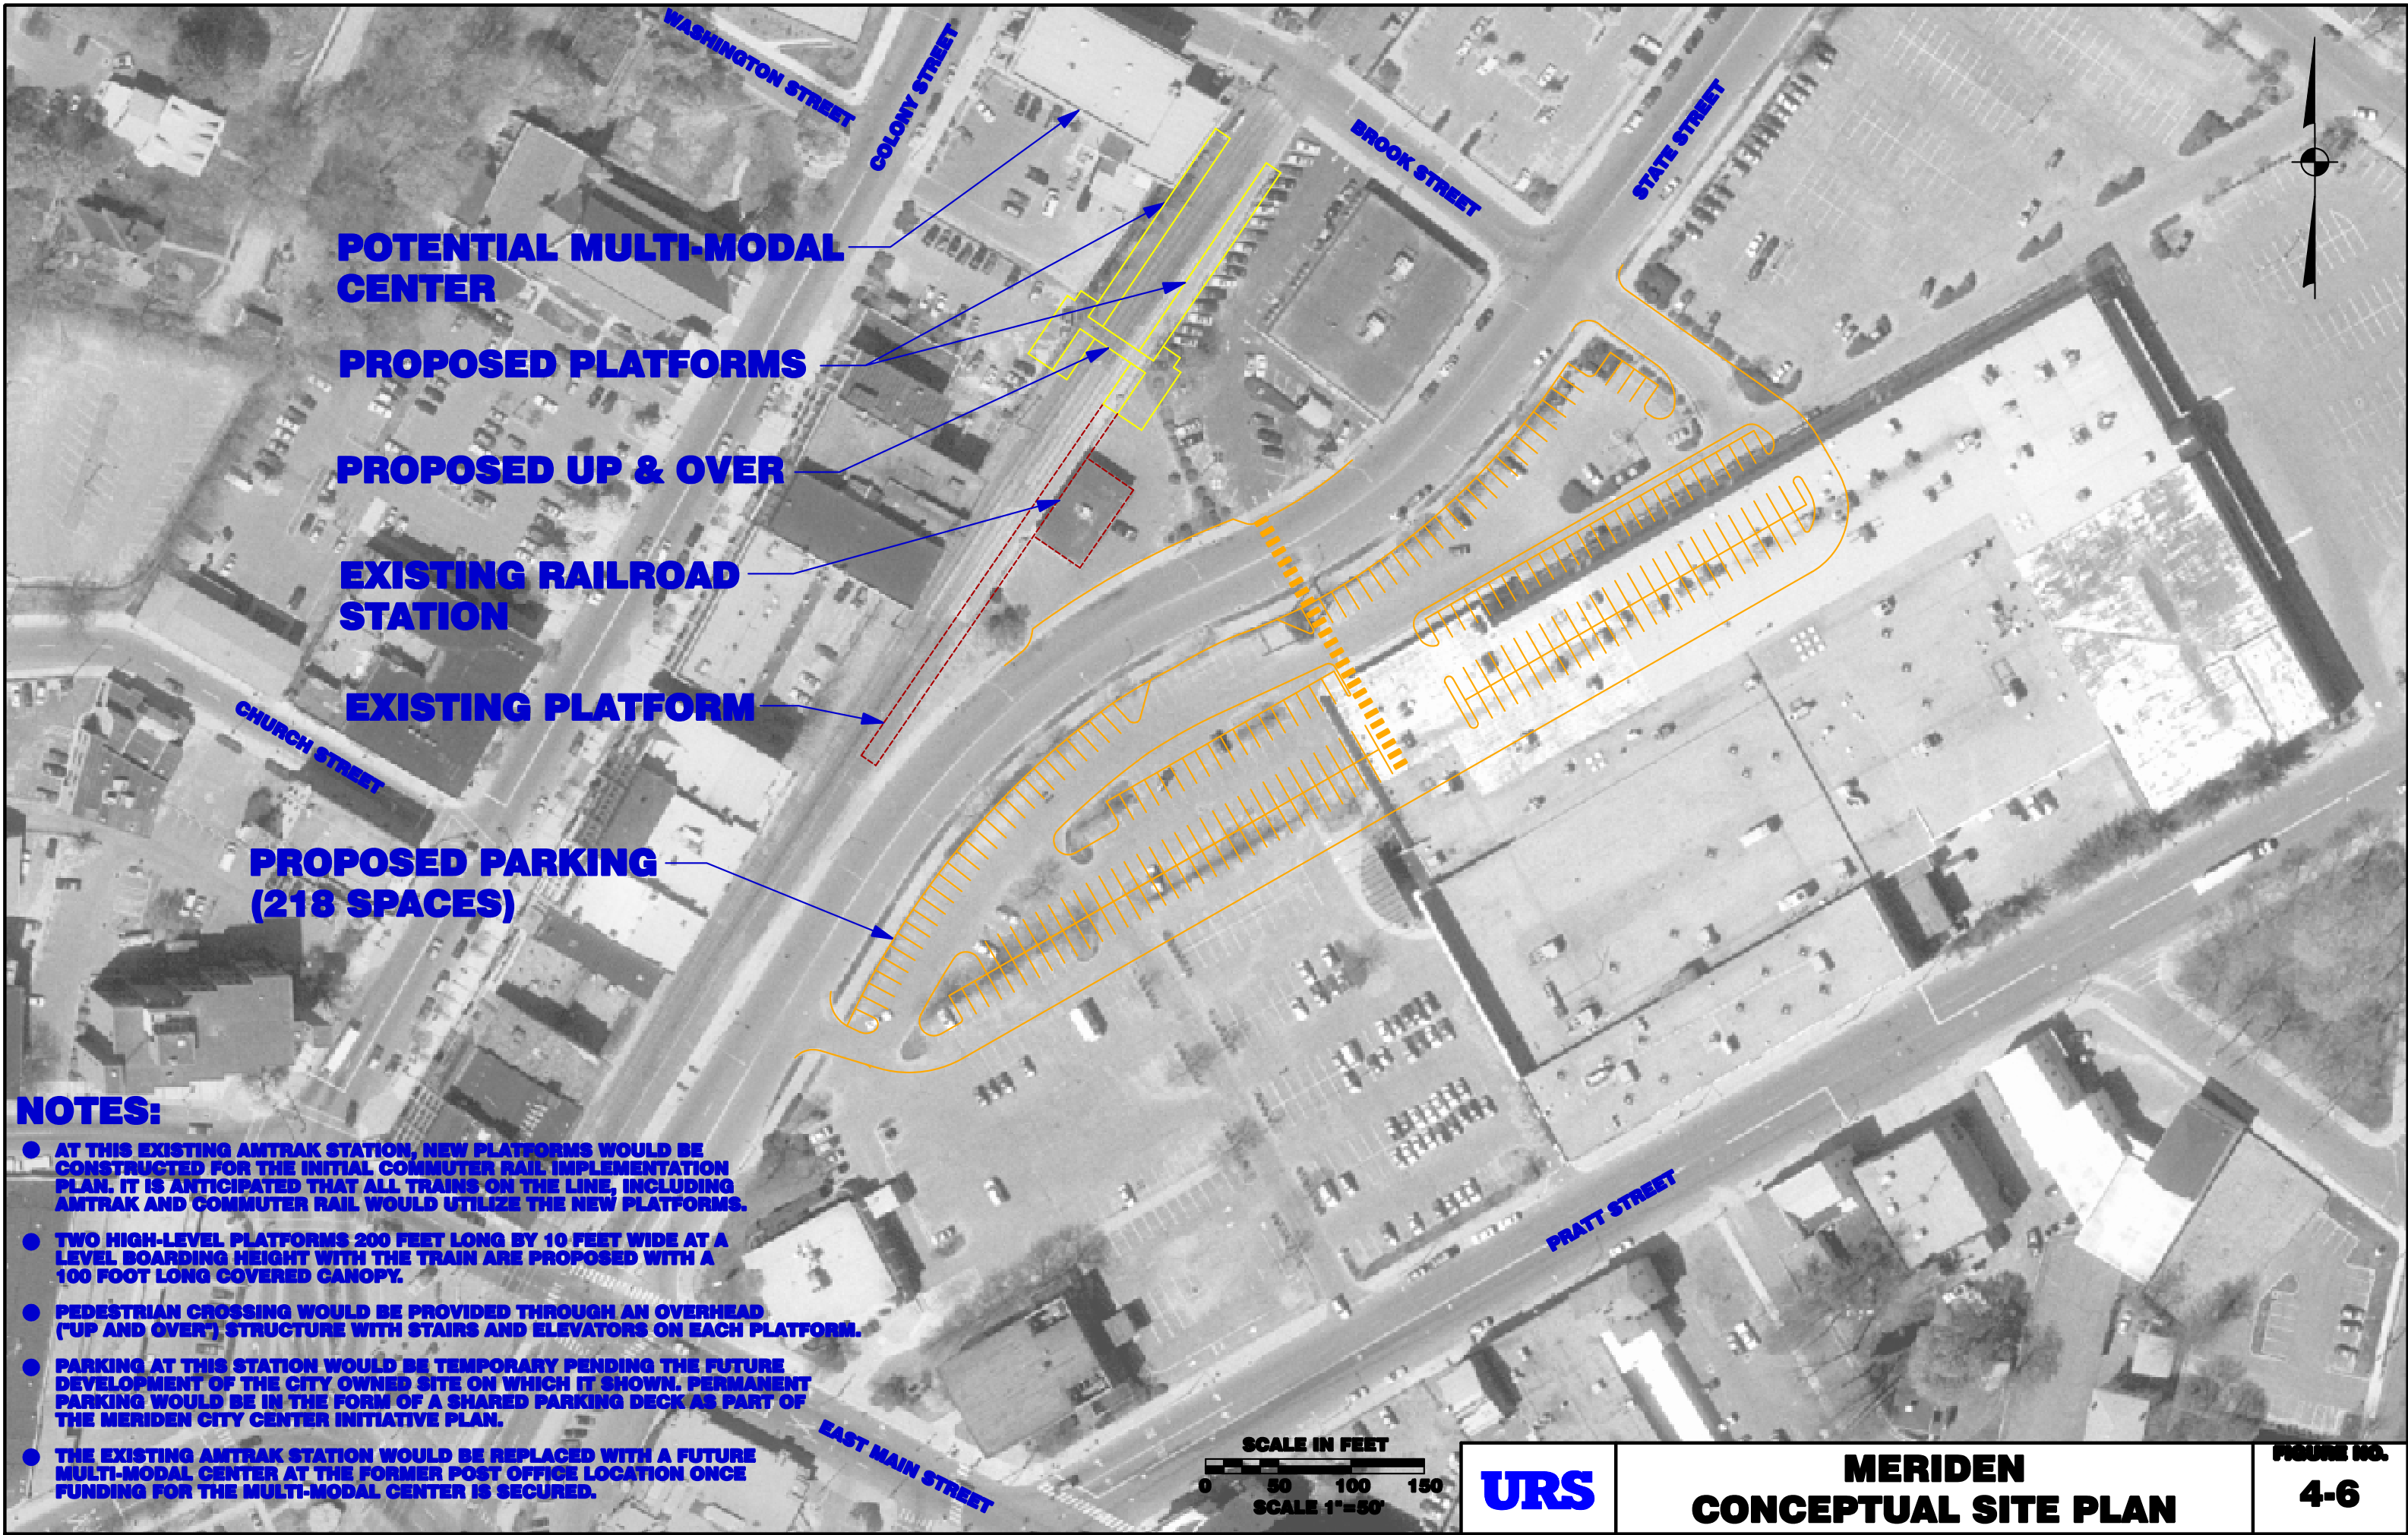 WASHINGTON STREET
COLONY STREET
BROOK STREET
STATE STREET
POTENTIAL MULTI-MODAL
CENTER
PROPOSED PLATFORMS
PROPOSED UP & OVER
EXISTING RAILROAD
STATION
EXISTING PLATFORM
CHURCH STREET
PROPOSED PARKING
(218 SPACES)
PRATT STREET
EAST MAIN STREET
NOTES:
● AT THIS EXISTING AMTRAK STATION, NEW PLATFORMS WOULD BE
CONSTRUCTED FOR THE INITIAL COMMUTER RAIL IMPLEMENTATION
PLAN. IT IS ANTICIPATED THAT ALL TRAINS ON THE LINE, INCLUDING
AMTRAK AND COMMUTER RAIL WOULD UTILIZE THE NEW PLATFORMS.
● TWO HIGH-LEVEL PLATFORMS 200 FEET LONG BY 10 FEET WIDE AT A
LEVEL BOARDING HEIGHT WITH THE TRAIN ARE PROPOSED WITH A
100 FOOT LONG COVERED CANOPY.
● PEDESTRIAN CROSSING WOULD BE PROVIDED THROUGH AN OVERHEAD
("UP AND OVER") STRUCTURE WITH STAIRS AND ELEVATORS ON EACH PLATFORM.
● PARKING AT THIS STATION WOULD BE TEMPORARY PENDING THE FUTURE
DEVELOPMENT OF THE CITY OWNED SITE ON WHICH IT SHOWN. PERMANENT
PARKING WOULD BE IN THE FORM OF A SHARED PARKING DECK AS PART OF
THE MERIDEN CITY CENTER INITIATIVE PLAN.
● THE EXISTING AMTRAK STATION WOULD BE REPLACED WITH A FUTURE
MULTI-MODAL CENTER AT THE FORMER POST OFFICE LOCATION ONCE
FUNDING FOR THE MULTI-MODAL CENTER IS SECURED.
SCALE IN FEET
0 50 100 150
SCALE 1"=50'
URS
MERIDEN
CONCEPTUAL SITE PLAN
FIGURE NO.
4-6